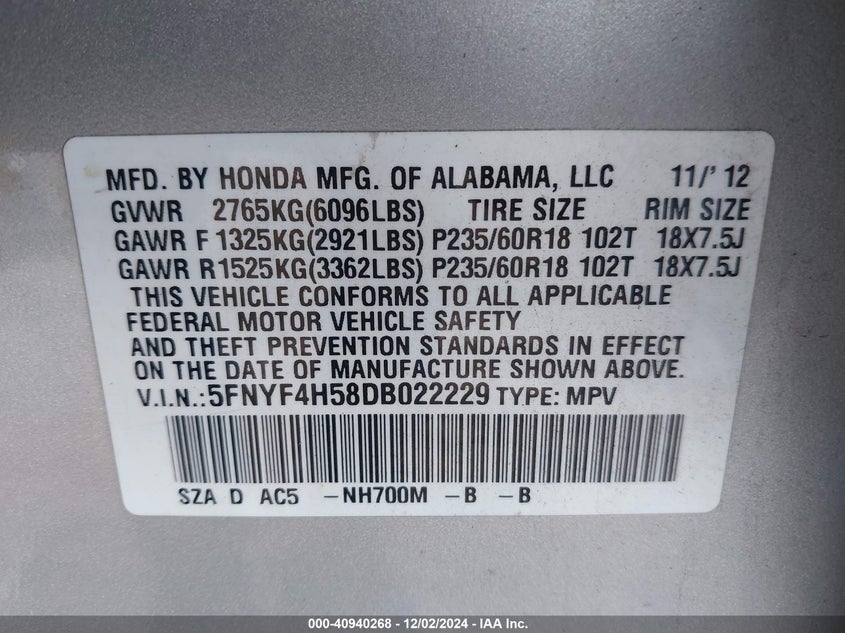 MFD. BY HONDA MFG. OF ALABAMA, LLC 11/'12
GVWR 2765KG(6096LBS) TIRE SIZE RIM SIZE
GAWR F 1325KG(2921LBS) P235/60R18 102T 18X7.5J
GAWR R 1525KG(3362LBS) P235/60R18 102T 18X7.5J
THIS VEHICLE CONFORMS TO ALL APPLICABLE
FEDERAL MOTOR VEHICLE SAFETY
AND THEFT PREVENTION STANDARDS IN EFFECT
ON THE DATE OF MANUFACTURE SHOWN ABOVE.
V.I.N.:5FNYF4H58DB022229 TYPE: MPV
SZA D AC5 -NH700M -B -B
000-40940268 - 12/02/2024 - IAA Inc.